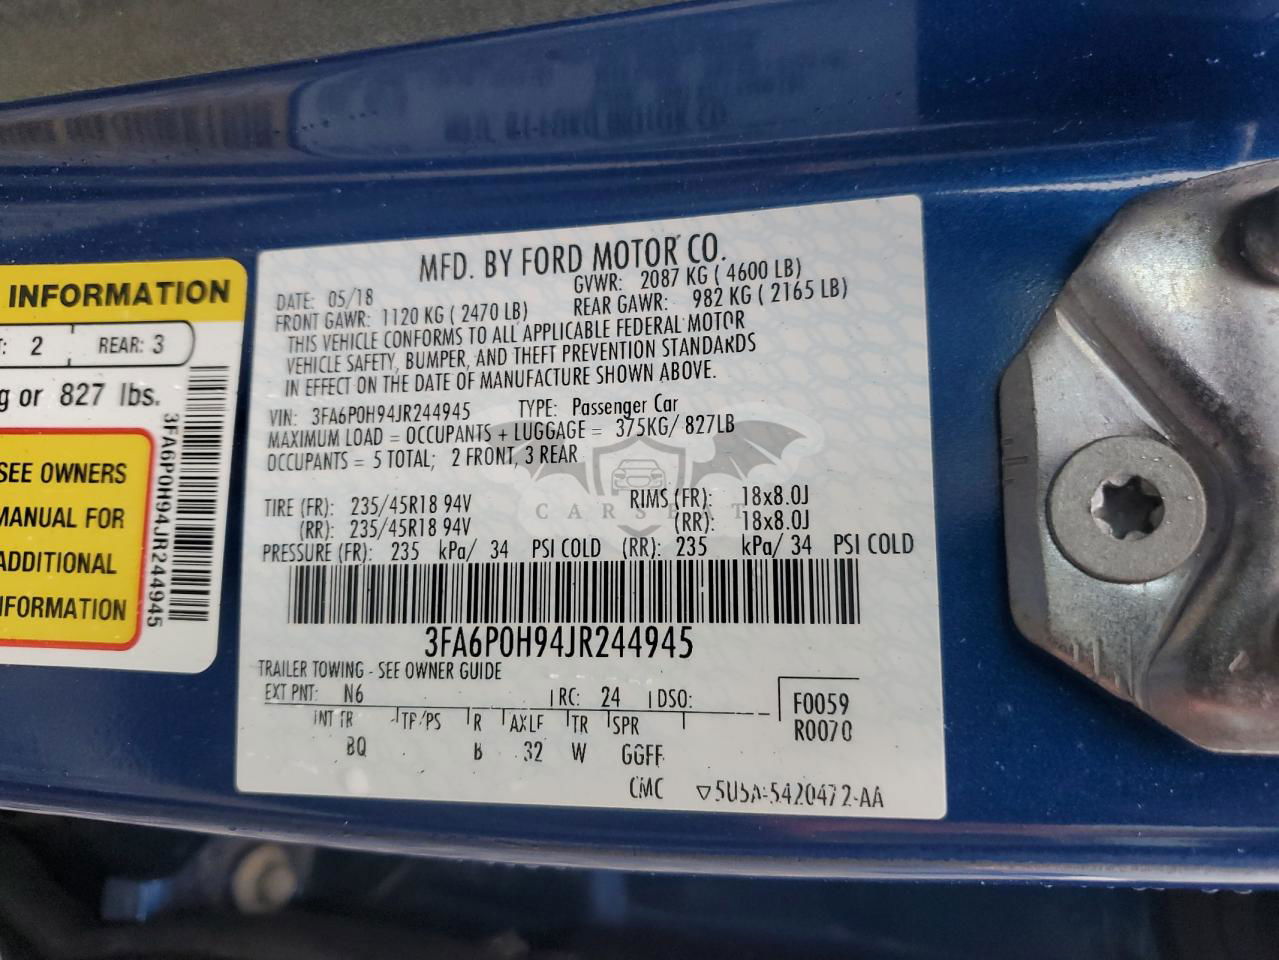 INFORMATION
: 2 REAR: 3
g or 827 lbs.
SEE OWNERS
MANUAL FOR
ADDITIONAL
INFORMATION
3FA6P0H94JR244945
MFD. BY FORD MOTOR CO.
DATE: 05/18 GVWR: 2087 KG ( 4600 LB)
FRONT GAWR: 1120 KG ( 2470 LB) REAR GAWR: 982 KG ( 2165 LB)
THIS VEHICLE CONFORMS TO ALL APPLICABLE FEDERAL MOTOR
VEHICLE SAFETY, BUMPER, AND THEFT PREVENTION STANDARDS
IN EFFECT ON THE DATE OF MANUFACTURE SHOWN ABOVE.
VIN: 3FA6P0H94JR244945 TYPE: Passenger Car
MAXIMUM LOAD = OCCUPANTS + LUGGAGE = 375KG/ 827LB
OCCUPANTS = 5 TOTAL; 2 FRONT, 3 REAR
TIRE (FR): 235/45R18 94V RIMS (FR): 18x8.0J
CARSBAT
(RR): 235/45R18 94V (RR): 18x8.0J
PRESSURE (FR): 235 kPa/ 34 PSI COLD (RR): 235 kPa/ 34 PSI COLD
3FA6P0H94JR244945
TRAILER TOWING - SEE OWNER GUIDE
EXT PNT: N6 RC: 24 DSO: F0059
INT TR TP/PS R AXLE TR SPR R0070
BQ B 32 W GGFF
CMC ▽5U5A-5420472-AA